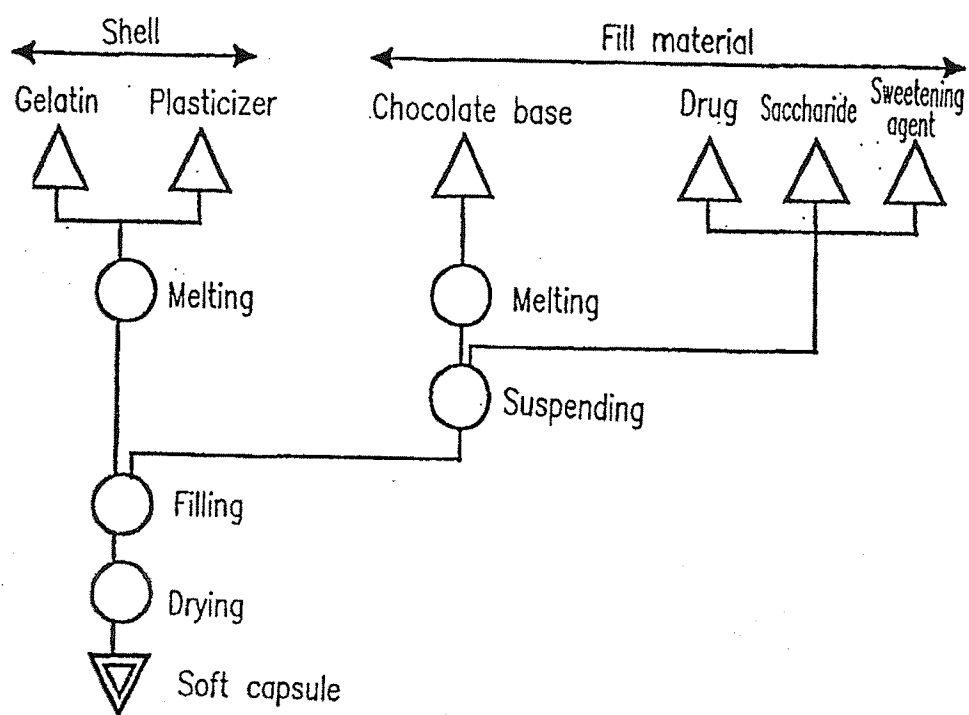 Shell
Fill material
Gelatin
Plasticizer
Chocolate base
Drug
Saccharide
Sweetening
agent
Melting
Melting
Suspending
Filling
Drying
Soft capsule